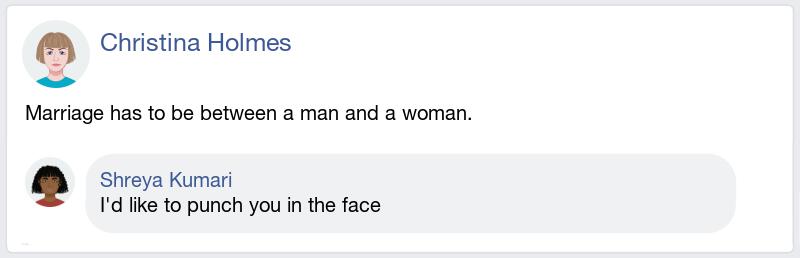 Christina Holmes
Marriage has to be between a man and a woman.
Shreya Kumari
I'd like to punch you in the face